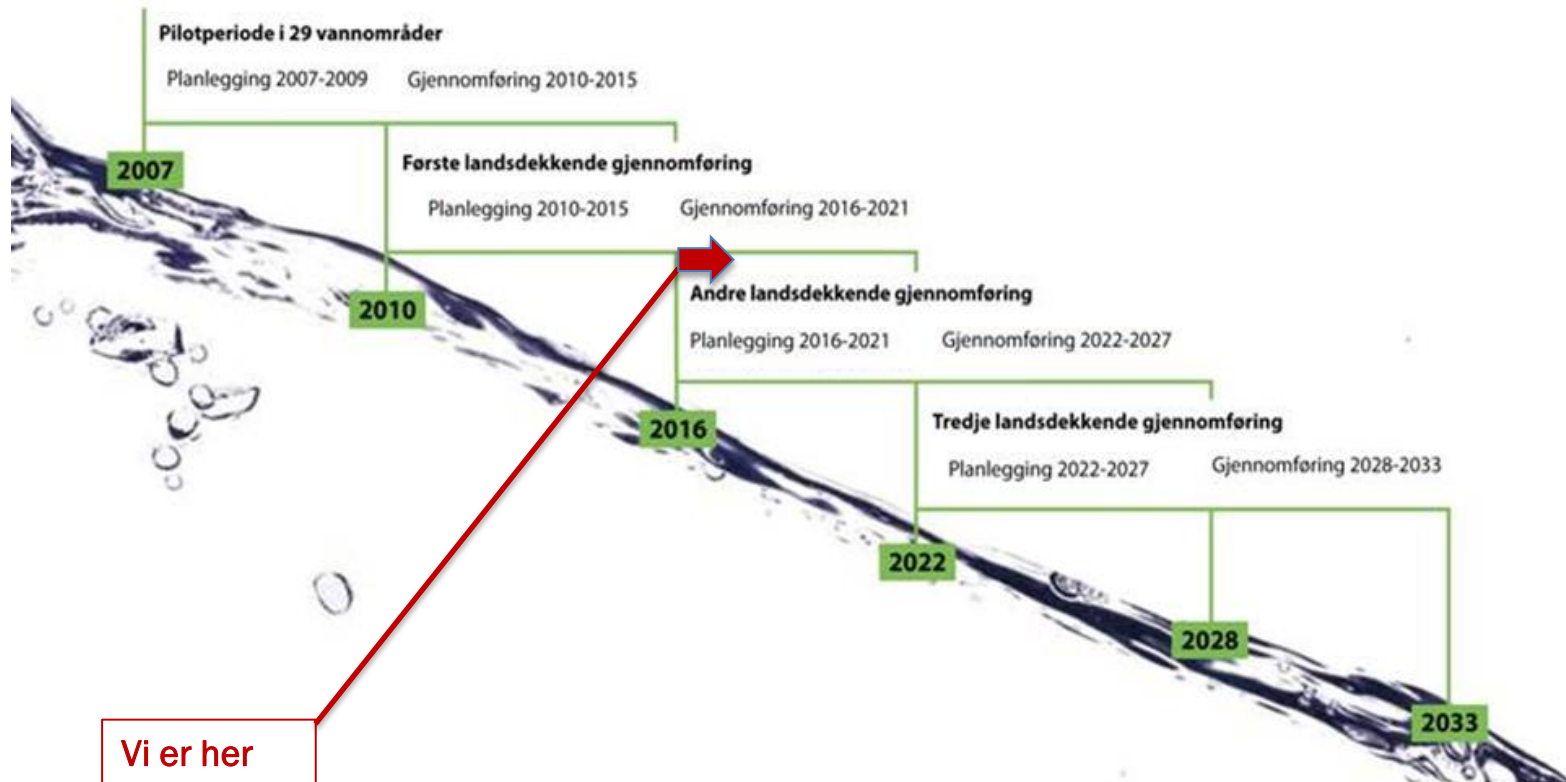 Pilotperiode i 29 vannområder
Planlegging 2007-2009 Gjennomføring 2010-2015
2007
Første landsdekkende gjennomføring
Planlegging 2010-2015 Gjennomføring 2016-2021
2010
Andre landsdekkende gjennomføring
Planlegging 2016-2021 Gjennomføring 2022-2027
2016
Tredje landsdekkende gjennomføring
Planlegging 2022-2027 Gjennomføring 2028-2033
2022
2028
2033
Vi er her